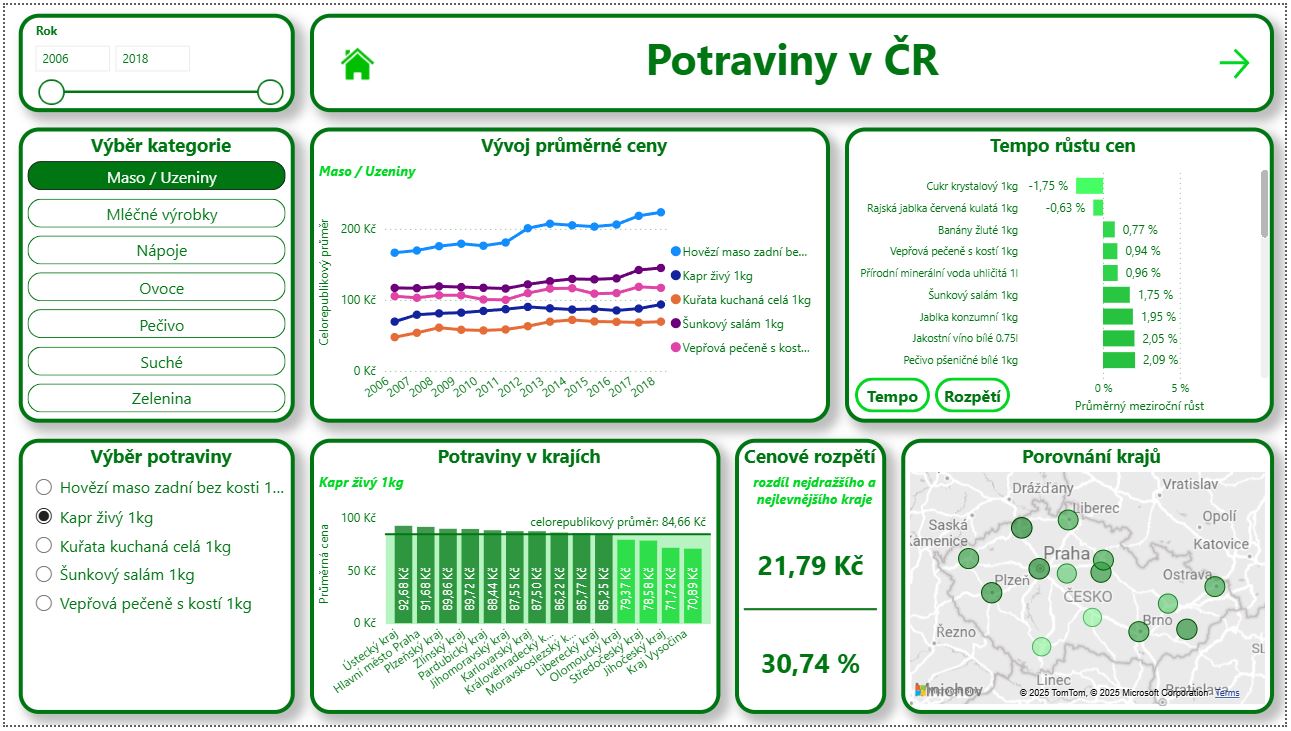 Rok
2006
2018
Potraviny v ČR
Výběr kategorie
Maso / Uzeniny
Mléčné výrobky
Nápoje
Ovoce
Pečivo
Suché
Zelenina
Vývoj průměrné ceny
Maso / Uzeniny
Celorepublikový průměr
200 Kč
100 Kč
0 Kč
2006
2007
2008
2009
2010
2011
2012
2013
2014
2015
2016
2017
2018
Hovězí maso zadní be...
Kapr živý 1kg
Kuřata kuchaná celá 1kg
Šunkový salám 1kg
Vepřová pečeně s kost...
Tempo růstu cen
Cukr krystalový 1kg -1,75 %
Rajská jablka červená kulatá 1kg -0,63 %
Banány žluté 1kg 0,77 %
Vepřová pečeně s kostí 1kg 0,94 %
Přírodní minerální voda uhličitá 1l 0,96 %
Šunkový salám 1kg 1,75 %
Jablka konzumní 1kg 1,95 %
Jakostní víno bílé 0.75l 2,05 %
Pečivo pšeničné bílé 1kg 2,09 %
0 %
5 %
Průměrný meziroční růst
Tempo
Rozpětí
Výběr potraviny
Hovězí maso zadní bez kosti 1...
Kapr živý 1kg
Kuřata kuchaná celá 1kg
Šunkový salám 1kg
Vepřová pečeně s kostí 1kg
Potraviny v krajích
Kapr živý 1kg
Průměrná cena
100 Kč
50 Kč
0 Kč
celorepublikový průměr: 84,66 Kč
92,68 Kč
91,68 Kč
89,86 Kč
89,72 Kč
88,44 Kč
87,54 Kč
87,50 Kč
86,22 Kč
85,77 Kč
85,25 Kč
79,37 Kč
78,58 Kč
71,72 Kč
70,89 Kč
Ústecký kraj
Hlavní město Praha
Plzeňský kraj
Zlínský kraj
Pardubický kraj
Jihomoravský kraj
Karlovarský kraj
Královéhradecký k...
Moravskoslezský k...
Liberecký kraj
Olomoucký kraj
Středočeský kraj
Jihočeský kraj
Kraj Vysočina
Cenové rozpětí
rozdíl nejdražšího a
nejlevnějšího kraje
21,79 Kč
30,74 %
Porovnání krajů
Drážďany
Vratislav
Liberec
Saská
Kamenice
Opolí
Katovice
Praha
Plzeň
Ostrava
ČESKO
Brno
Řezno
Linec
SL
Mnichov
Bratislava
© 2025 TomTom, © 2025 Microsoft Corporation Terms